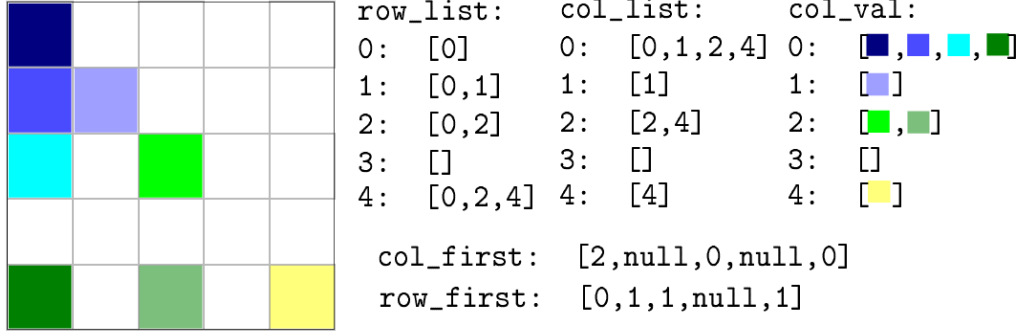 row_list: col_list: col_val:
0: [0] 0: [0,1,2,4] 0: [ , , , ]
1: [0,1] 1: [1] 1: [ ]
2: [0,2] 2: [2,4] 2: [ , ]
3: [] 3: [] 3: []
4: [0,2,4] 4: [4] 4: [ ]
col_first: [2,null,0,null,0]
row_first: [0,1,1,null,1]